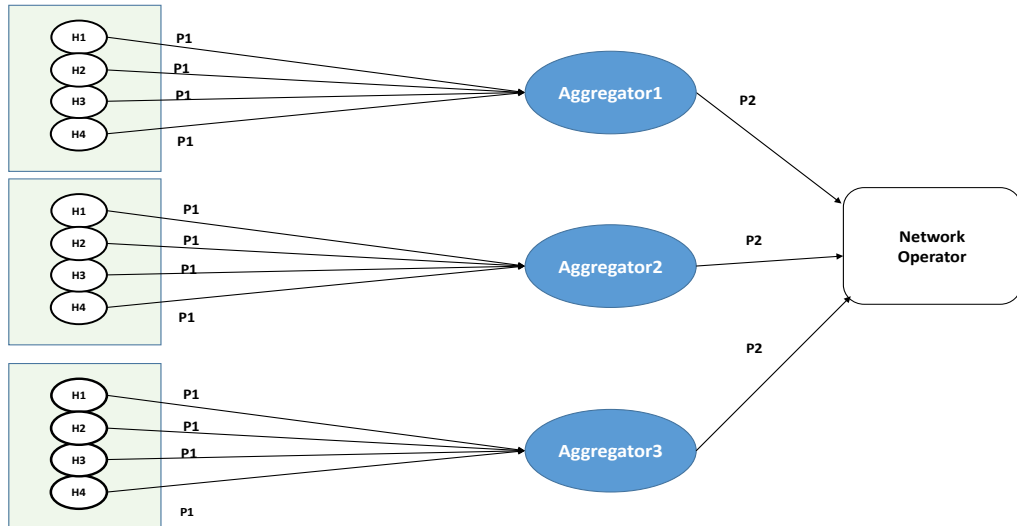 H1
P1
H2
P1
H3
P1
H4
P1
Aggregator1
P2
H1
P1
H2
P1
H3
P1
H4
P1
Aggregator2
P2
Network
Operator
H1
P1
H2
P1
H3
P1
H4
P1
Aggregator3
P2